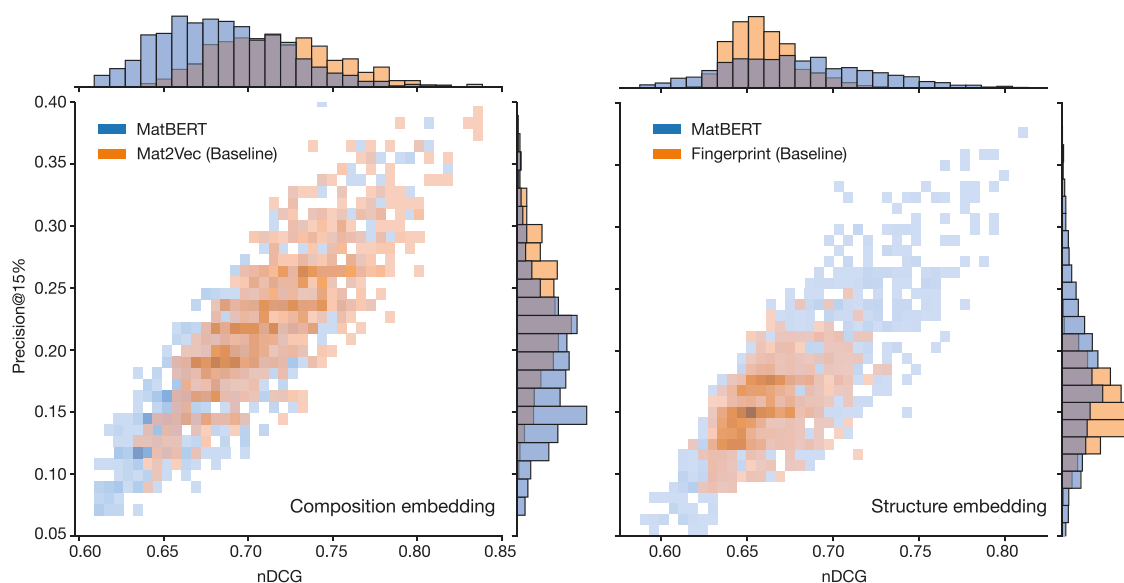 0.40
0.35
0.30
0.25
0.20
0.15
0.10
0.05
Precision@15%
MatBERT
Mat2Vec (Baseline)
Composition embedding
0.60 0.65 0.70 0.75 0.80 0.85
nDCG
MatBERT
Fingerprint (Baseline)
Structure embedding
0.60 0.65 0.70 0.75 0.80
nDCG